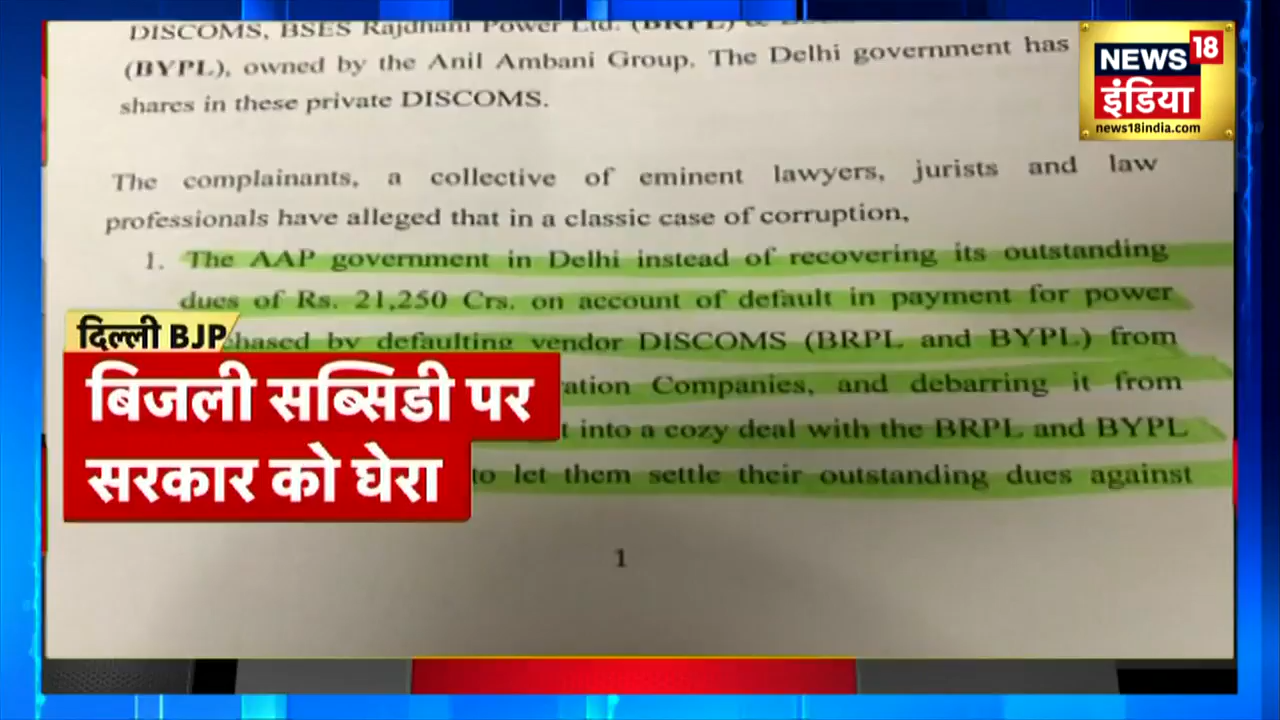 DISCOMS, BSES Rajdhani Power Ltd. (BRPL) &
(BYPL), owned by the Anil Ambani Group. The Delhi government has
shares in these private DISCOMS.
NEWS 18
इंडिया
news18india.com
The complainants, a collective of eminent lawyers, jurists and law
professionals have alleged that in a classic case of corruption,
1. The AAP government in Delhi instead of recovering its outstanding
dues of Rs. 21,250 Crs. on account of default in payment for power
by defaulting vendor DISCOMS (BRPL and BYPL) from
Companies, and debarring it from
into a cozy deal with the BRPL and BYPL
to let them settle their outstanding dues against
दिल्ली BJP
बिजली सब्सिडी पर
सरकार को घेरा
1